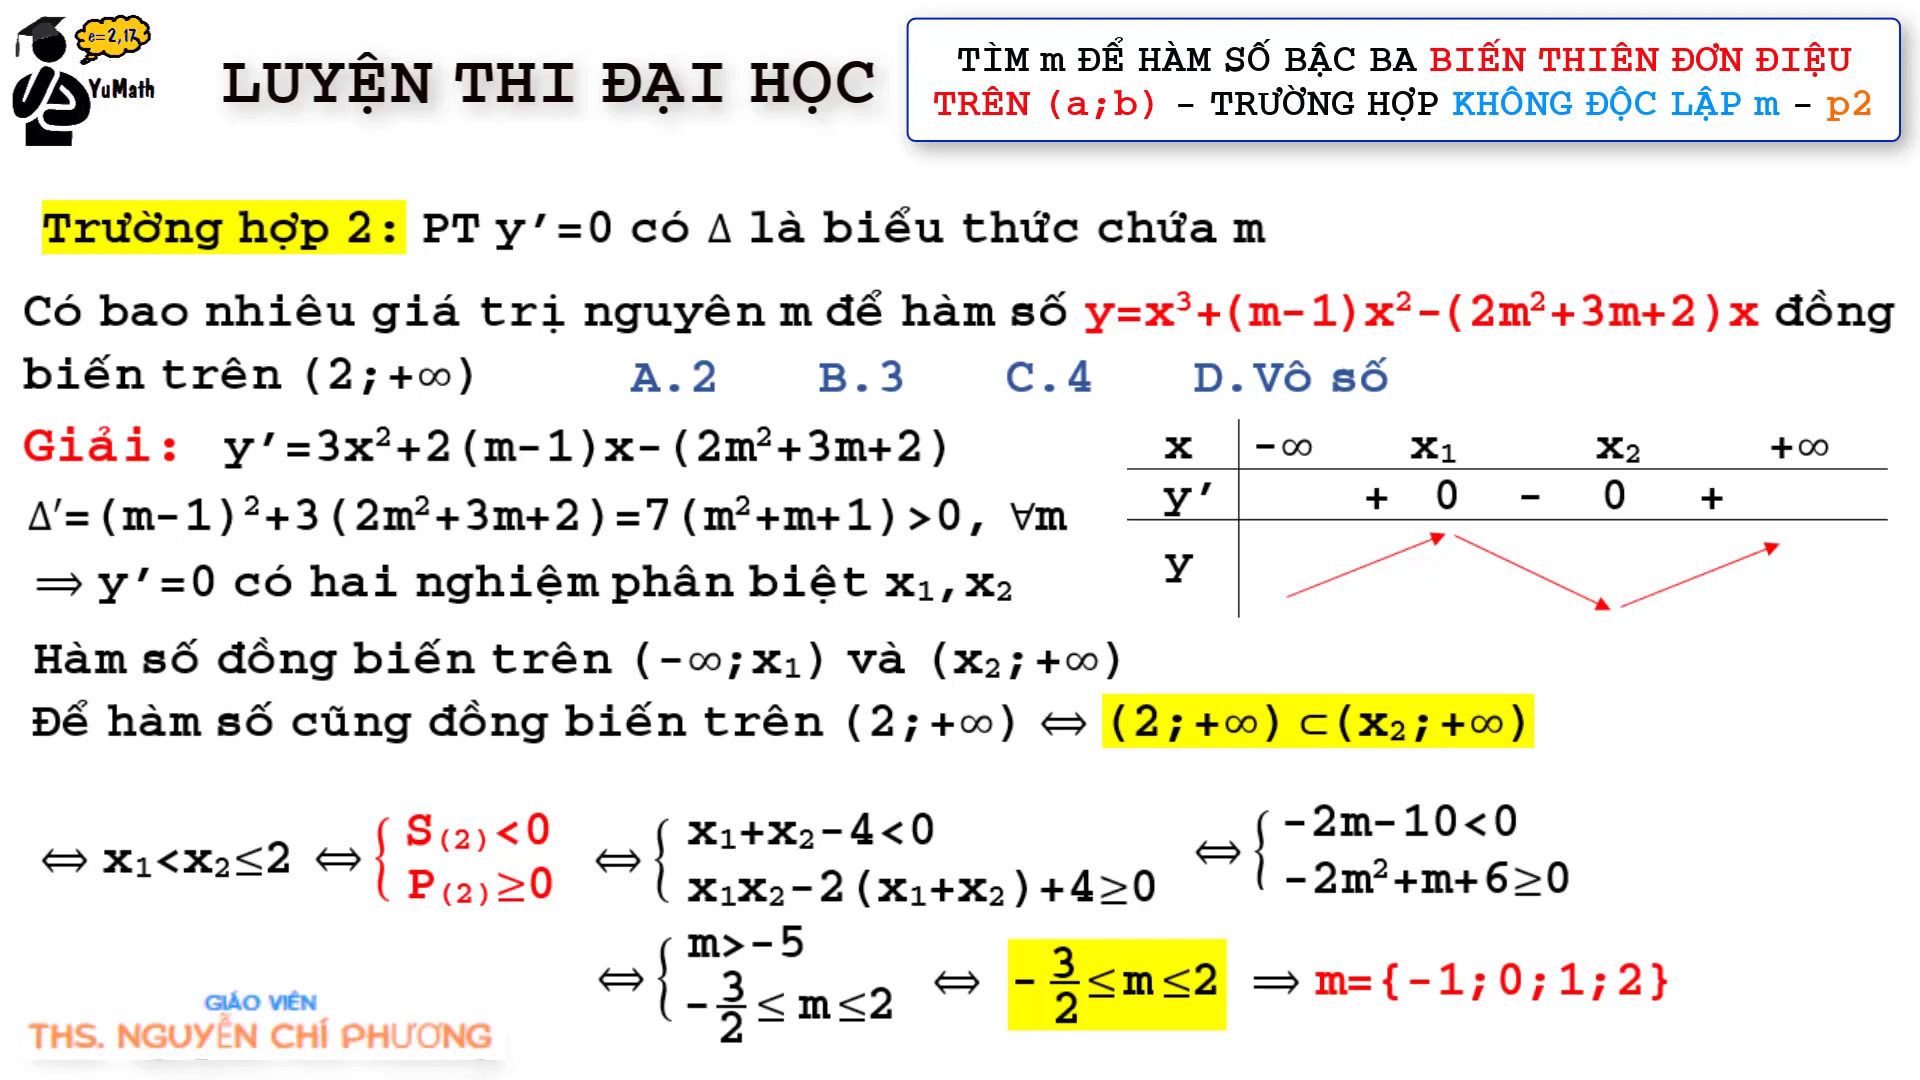 e=2,17
YuMath
LUYỆN THI ĐẠI HỌC
TÌM m ĐỂ HÀM SỐ BẬC BA BIẾN THIÊN ĐƠN ĐIỆU
TRÊN (a;b) - TRƯỜNG HỢP KHÔNG ĐỘC LẬP m - p2
Trường hợp 2: PT y′=0 có Δ là biểu thức chứa m
Có bao nhiêu giá trị nguyên m để hàm số y=x³+(m-1)x²-(2m²+3m+2)x đồng
biến trên (2;+∞) A.2 B.3 C.4 D.Vô số
Giải: y′=3x²+2(m-1)x-(2m²+3m+2)
Δ′=(m-1)²+3(2m²+3m+2)=7(m²+m+1)>0, ∀m
⟹ y′=0 có hai nghiệm phân biệt x₁,x₂
x -∞ x₁ x₂ +∞
y′ + 0 - 0 +
y
Hàm số đồng biến trên (-∞;x₁) và (x₂;+∞)
Để hàm số cũng đồng biến trên (2;+∞) ⟺ (2;+∞)⊂(x₂;+∞)
⟺ x₁<x₂≤2 ⟺ { S₍₂₎<0
P₍₂₎≥0
⟺ { x₁+x₂-4<0
x₁x₂-2(x₁+x₂)+4≥0
⟺ { -2m-10<0
-2m²+m+6≥0
⟺ { m>-5
-3/2 ≤ m ≤2
⟺ -3/2 ≤m ≤2 ⟹ m={-1;0;1;2}
GIÁO VIÊN
THS. NGUYỄN CHÍ PHƯƠNG